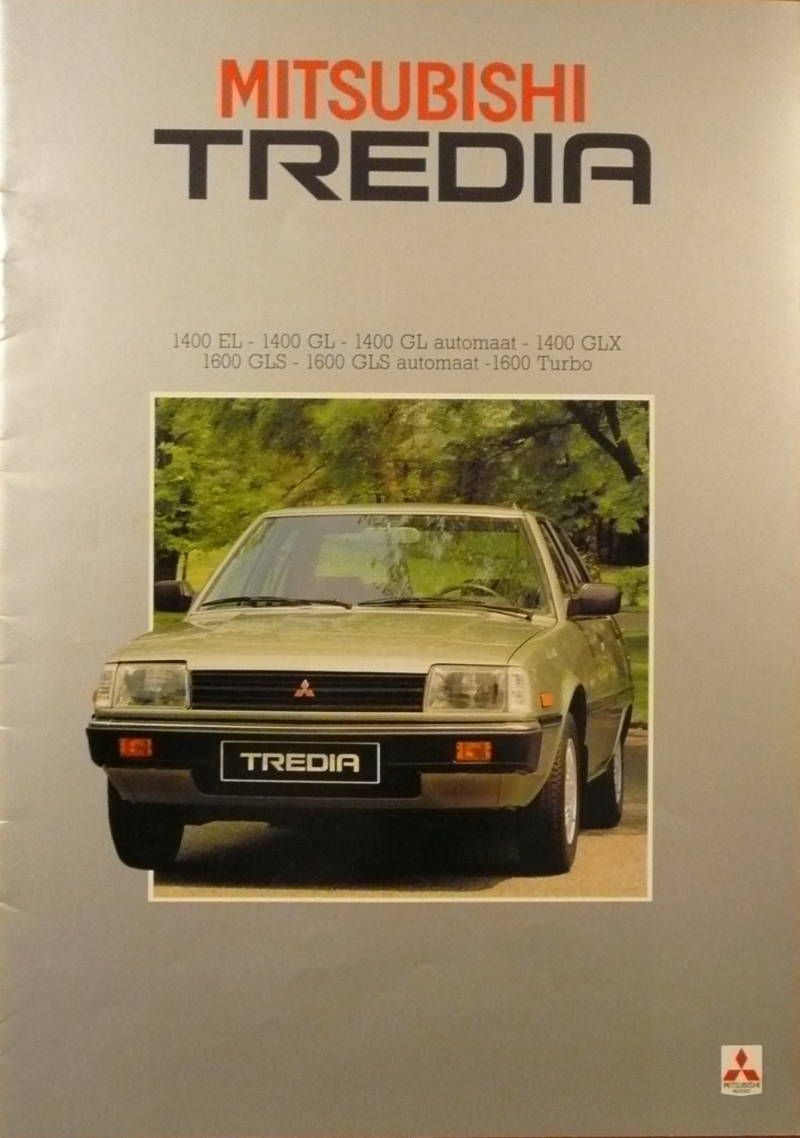 MITSUBISHI
TREDIA
1400 EL - 1400 GL - 1400 GL automaat - 1400 GLX
1600 GLS - 1600 GLS automaat -1600 Turbo
TREDIA
MITSUBISHI
MOTORS